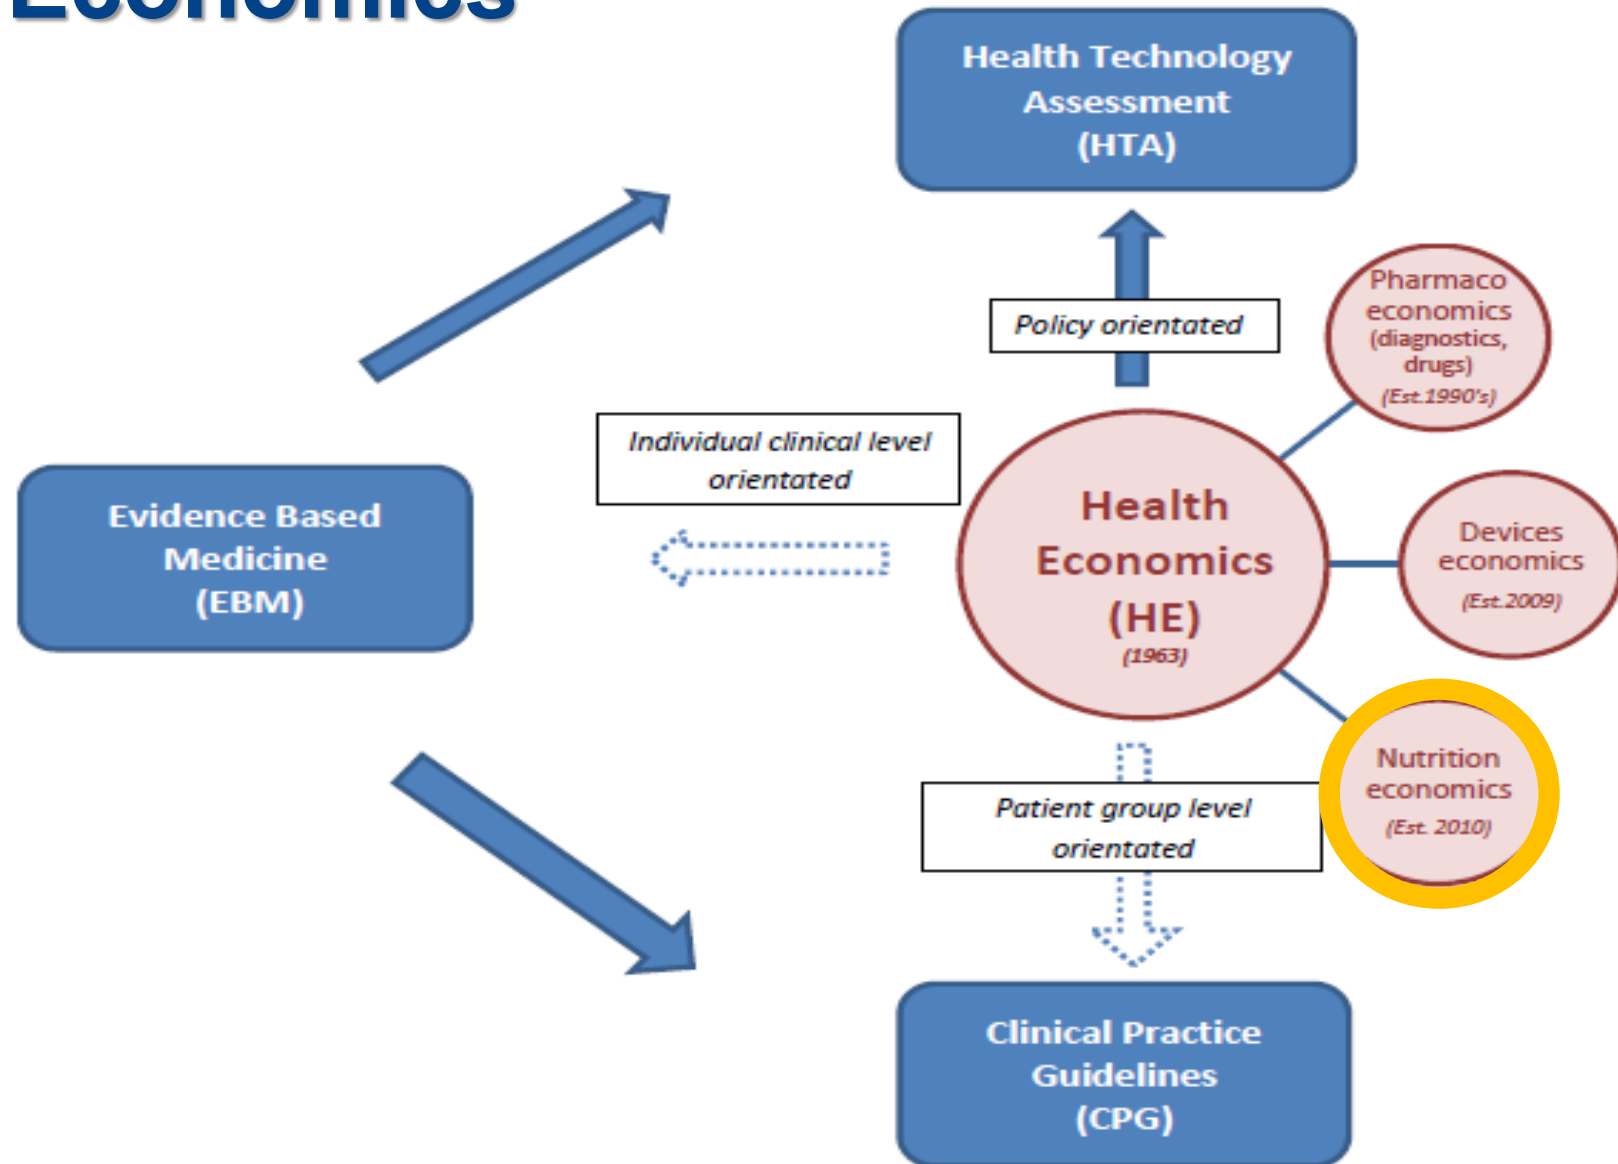 Economics
Health Technology
Assessment
(HTA)
Policy orientated
Pharmaco
economics
(diagnostics,
drugs)
(Est.1990's)
Individual clinical level
orientated
Evidence Based
Medicine
(EBM)
Health
Economics
(HE)
(1963)
Devices
economics
(Est.2009)
Nutrition
economics
(Est. 2010)
Patient group level
orientated
Clinical Practice
Guidelines
(CPG)